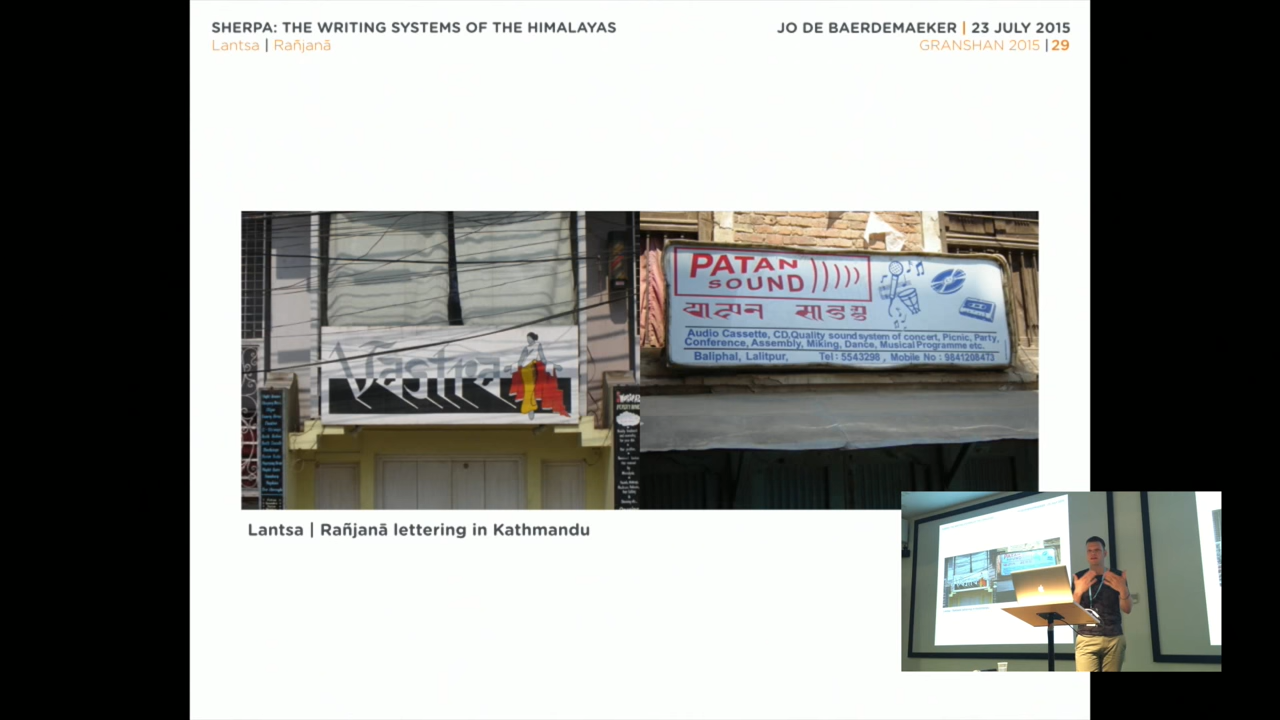 SHERPA: THE WRITING SYSTEMS OF THE HIMALAYAS
Lantsa | Rañjanā
JO DE BAERDEMAEKER | 23 JULY 2015
GRANSHAN 2015 | 29
Vāstra
PATAN
SOUND
Audio Cassette, CD,Quality sound system of concert, Picnic, Party,
Conference, Assembly, Miking, Dance, Musical Programme etc.
Baliphal, Lalitpur, Tel: 5543298 , Mobile No : 9841208473
Lantsa | Rañjanā lettering in Kathmandu